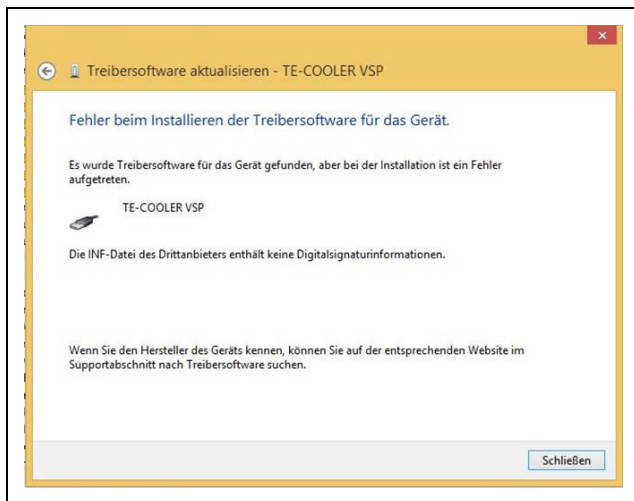 Treibersoftware aktualisieren - TE-COOLER VSP
Fehler beim Installieren der Treibersoftware für das Gerät.
Es wurde Treibersoftware für das Gerät gefunden, aber bei der Installation ist ein Fehler
aufgetreten.
TE-COOLER VSP
Die INF-Datei des Drittanbieters enthält keine Digitalsignaturinformationen.
Wenn Sie den Hersteller des Geräts kennen, können Sie auf der entsprechenden Website im
Supportabschnitt nach Treibersoftware suchen.
Schließen